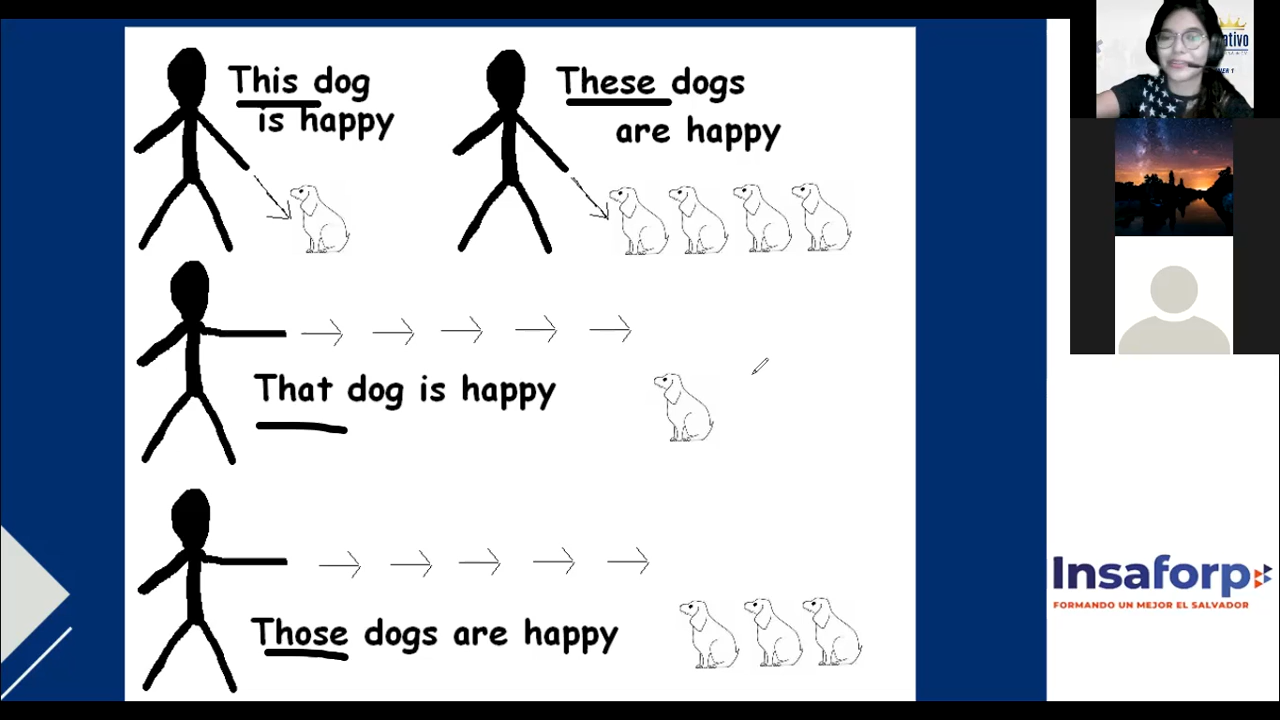 This dog
is happy
These dogs
are happy
That dog is happy
Those dogs are happy
Insaforp
FORMANDO UN MEJOR EL SALVADOR